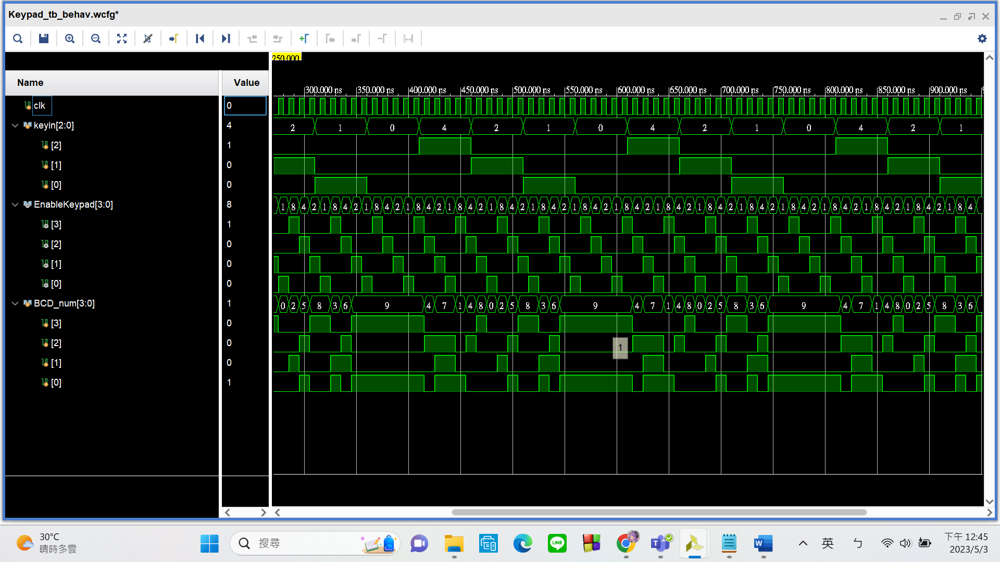 Keypad_tb_behav.wcfg*
250.000
Name Value
300.000 ns 350.000 ns 400.000 ns 450.000 ns 500.000 ns 550.000 ns 600.000 ns 650.000 ns 700.000 ns 750.000 ns 800.000 ns 850.000 ns 900.000 ns
clk 0
keyin[2:0] 4 2 1 0 4 2 1 0 4 2 1 0 4 2 1
[2] 1
[1] 0
[0] 0
EnableKeypad[3:0] 8 1 8 4 2 1 8 4 2 1 8 4 2 1 8 4 2 1 8 4 2 1 8 4 2 1 8 4 2 1 8 4 2 1 8 4 2 1 8 4 2 1 8 4 2 1 8 4 2 1 8 4 2 1 8 4 2 1 8 4 2 1 8 4 2 1 8 4
[3] 1
[2] 0
[1] 0
[0] 0
BCD_num[3:0] 1 0 2 5 8 3 6 9 4 7 1 4 8 0 2 5 8 3 6 9 4 7 1 4 8 0 2 5 8 3 6 9 4 7 1 4 8 0 2 5 8 3 6
[3] 0
[2] 0
1
[1] 0
[0] 1
30°C
晴時多雲
搜尋
LINE
T
W
英
ㄅ
下午 12:45
2023/5/3